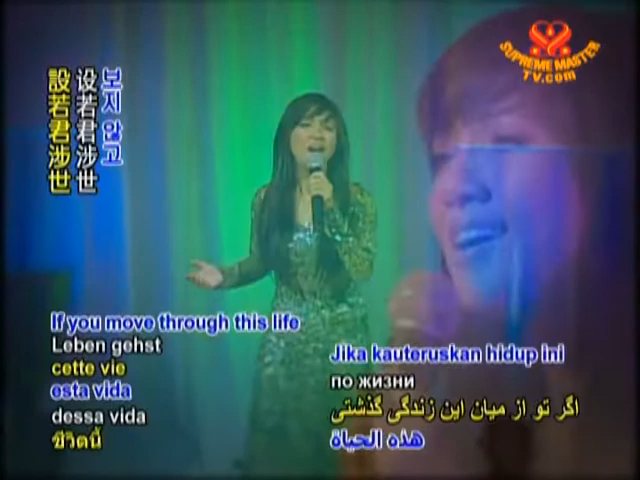 SUPREME MASTER
TV.com
設若君涉世
设若君涉世
보지 않고
If you move through this life
Leben gehst
cette vie
esta vida
dessa vida
ชีวิตนี้
Jika kauteruskan hidup ini
по жизни
اگر تو از میان این زندگی گذشتی
هذه الحياة